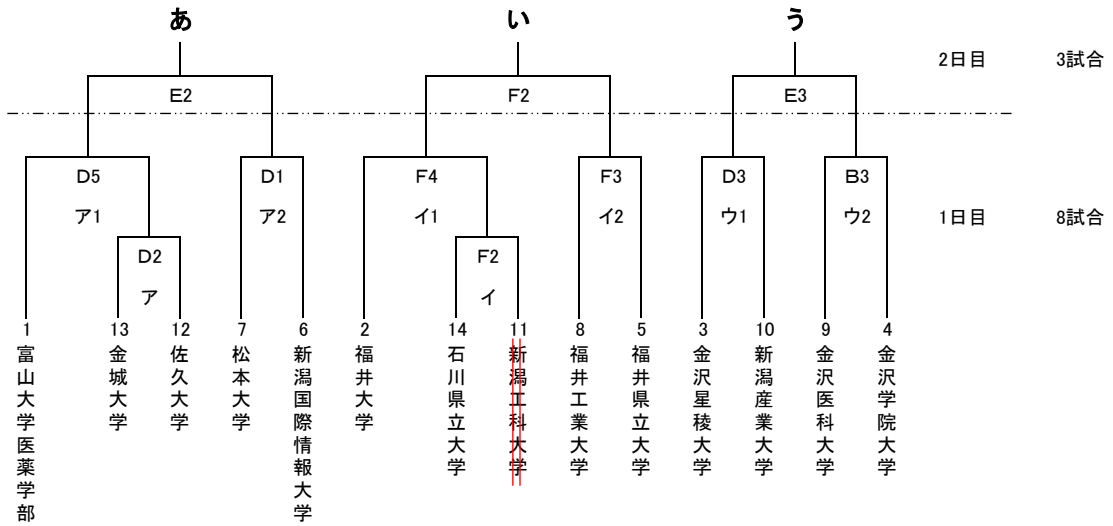 あ い う
2日目 3試合
E2 F2 E3
D5 D1 F4 F3 D3 B3
ア1 ア2 イ1 イ2 ウ1 ウ2
1日目 8試合
D2 F2
ア イ
1 13 12 7 6 2 14 11 8 5 3 10 9 4
富山大学医薬学部
金城大学
佐久大学
松本大学
新潟国際情報大学
福井大学
石川県立大学
新潟工科大学
福井工業大学
福井県立大学
金沢星稜大学
新潟産業大学
金沢医科大学
金沢学院大学